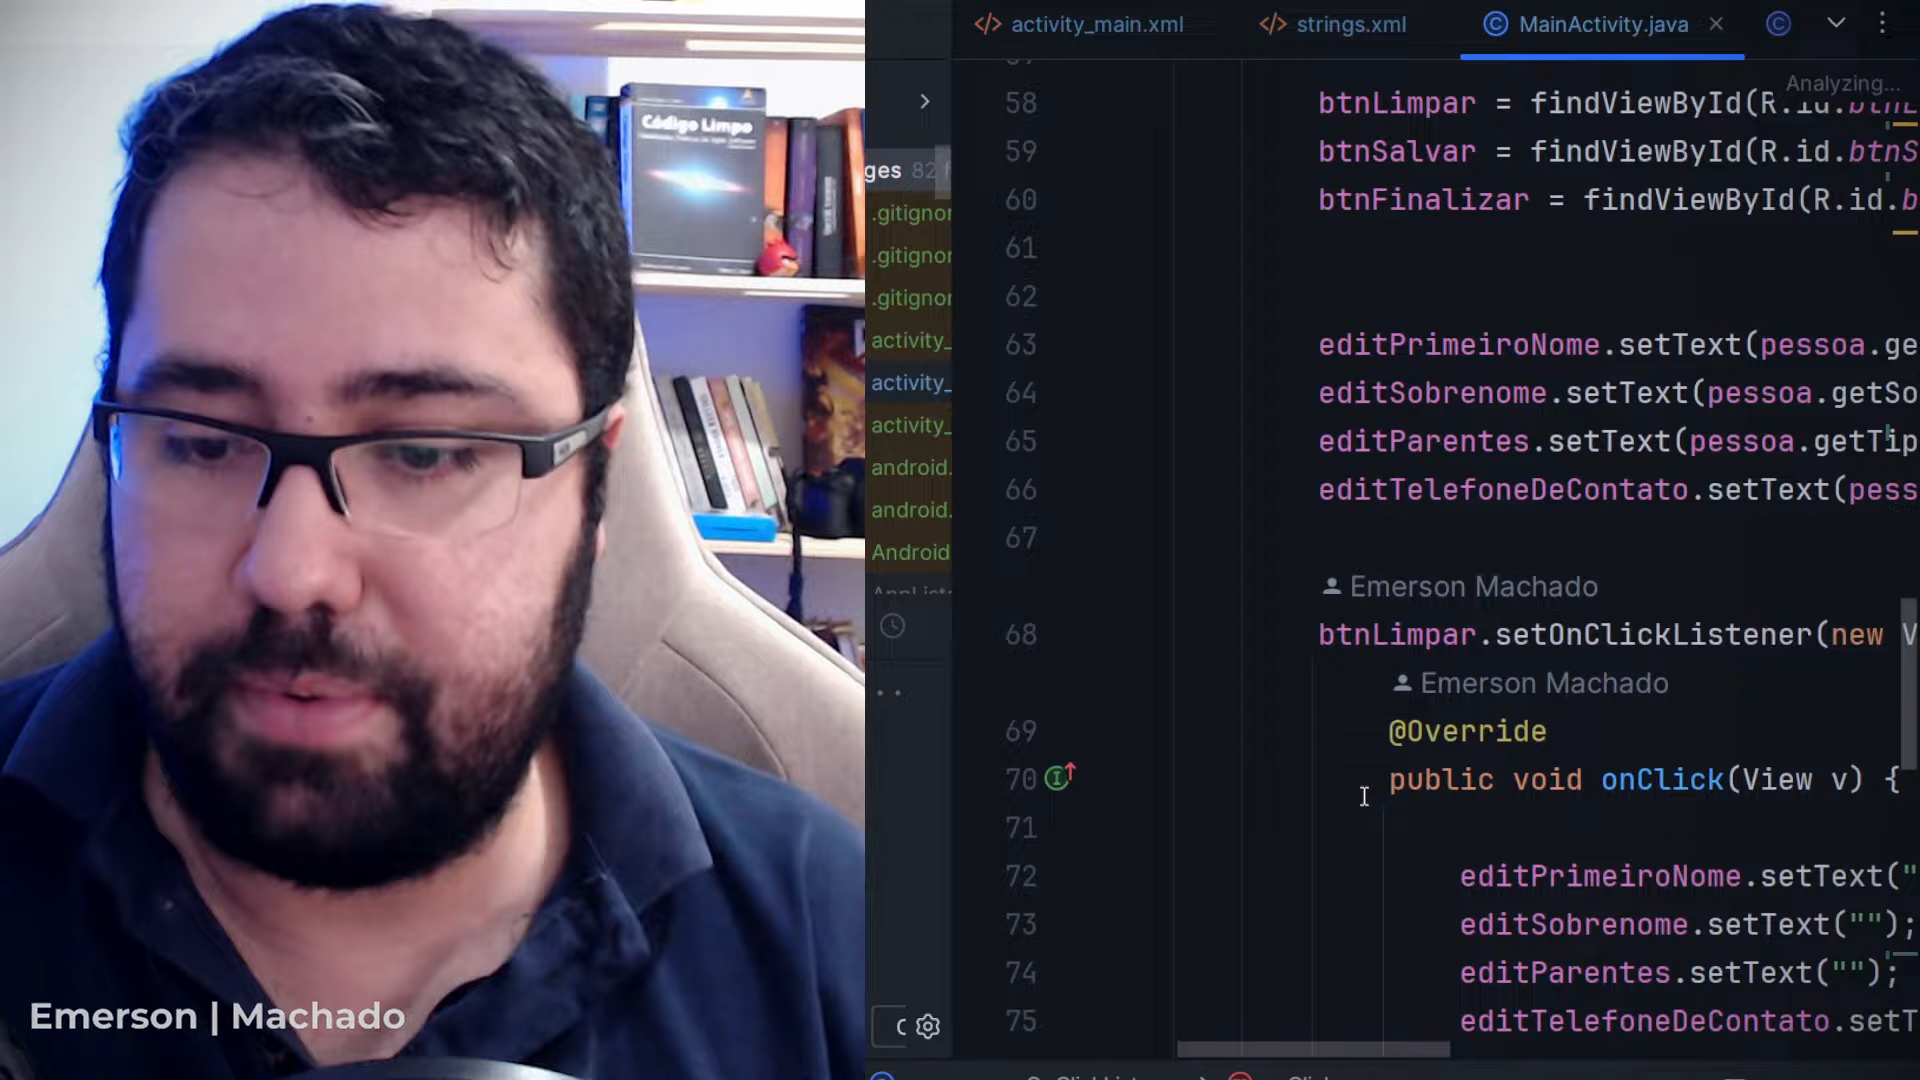 activity_main.xml
strings.xml
MainActivity.java
Analyzing...
58 btnLimpar = findViewById(R.id.btnL
59 btnSalvar = findViewById(R.id.btnS
60 btnFinalizar = findViewById(R.id.b
61
62
63 editPrimeiroNome.setText(pessoa.ge
64 editSobrenome.setText(pessoa.getSo
65 editParentes.setText(pessoa.getTip
66 editTelefoneDeContato.setText(pess
67
Emerson Machado
68 btnLimpar.setOnClickListener(new V
Emerson Machado
69 @Override
70 public void onClick(View v) {
71
72 editPrimeiroNome.setText("
73 editSobrenome.setText("");
74 editParentes.setText("");
75 editTelefoneDeContato.setT
ges 82 f
.gitignor
.gitignor
.gitignor
activity_
activity_
activity_
android.
android.
Android
Código Limpo
Emerson | Machado